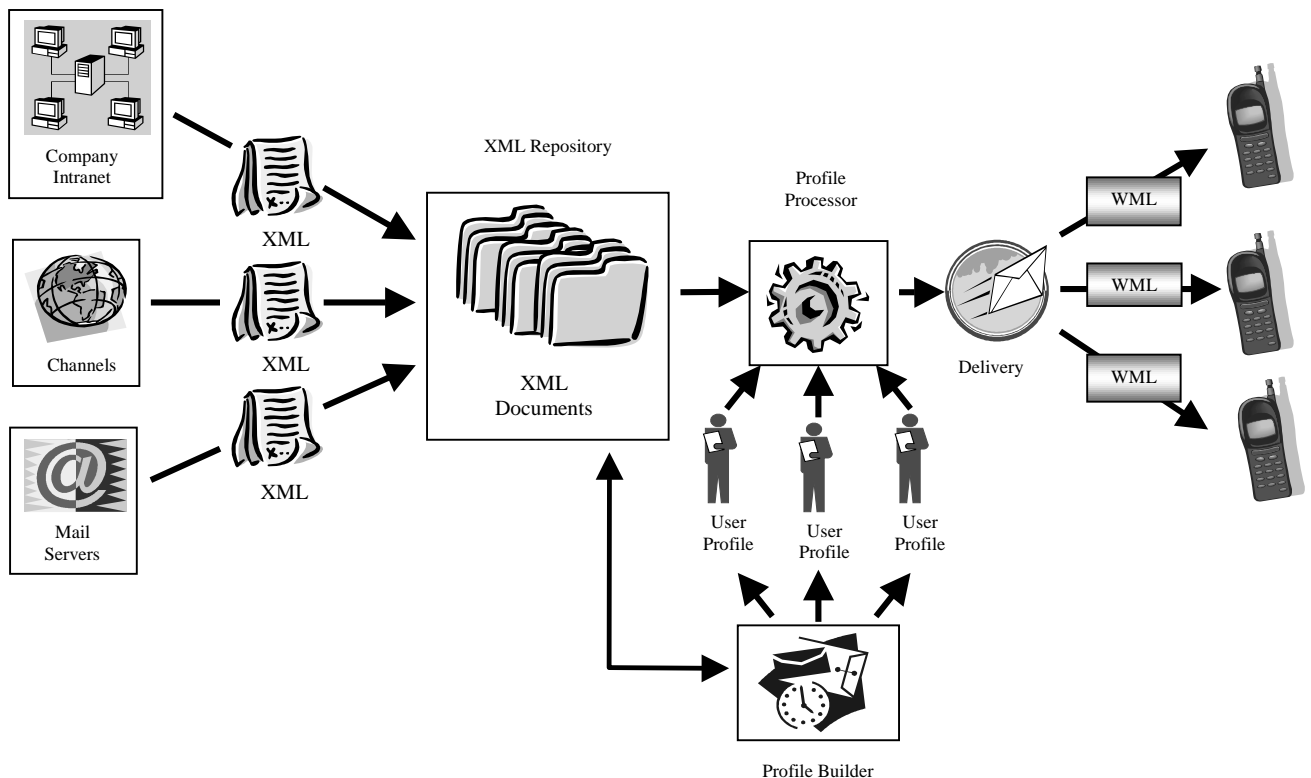 Company
Intranet
XML
Channels
XML
Mail
Servers
XML
XML Repository
XML
Documents
Profile
Processor
User
Profile
User
Profile
User
Profile
Profile Builder
Delivery
WML
WML
WML